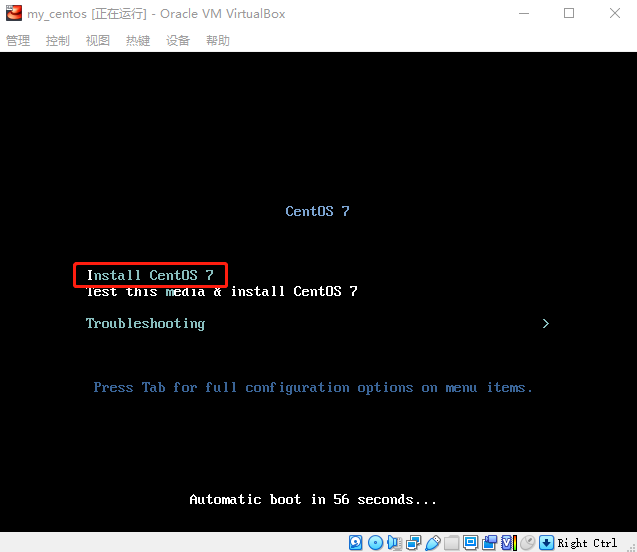 my_centos [正在运行] - Oracle VM VirtualBox
管理 控制 视图 热键 设备 帮助
CentOS 7
Install CentOS 7
Test this media & install CentOS 7
Troubleshooting >
Press Tab for full configuration options on menu items.
Automatic boot in 56 seconds...
Right Ctrl